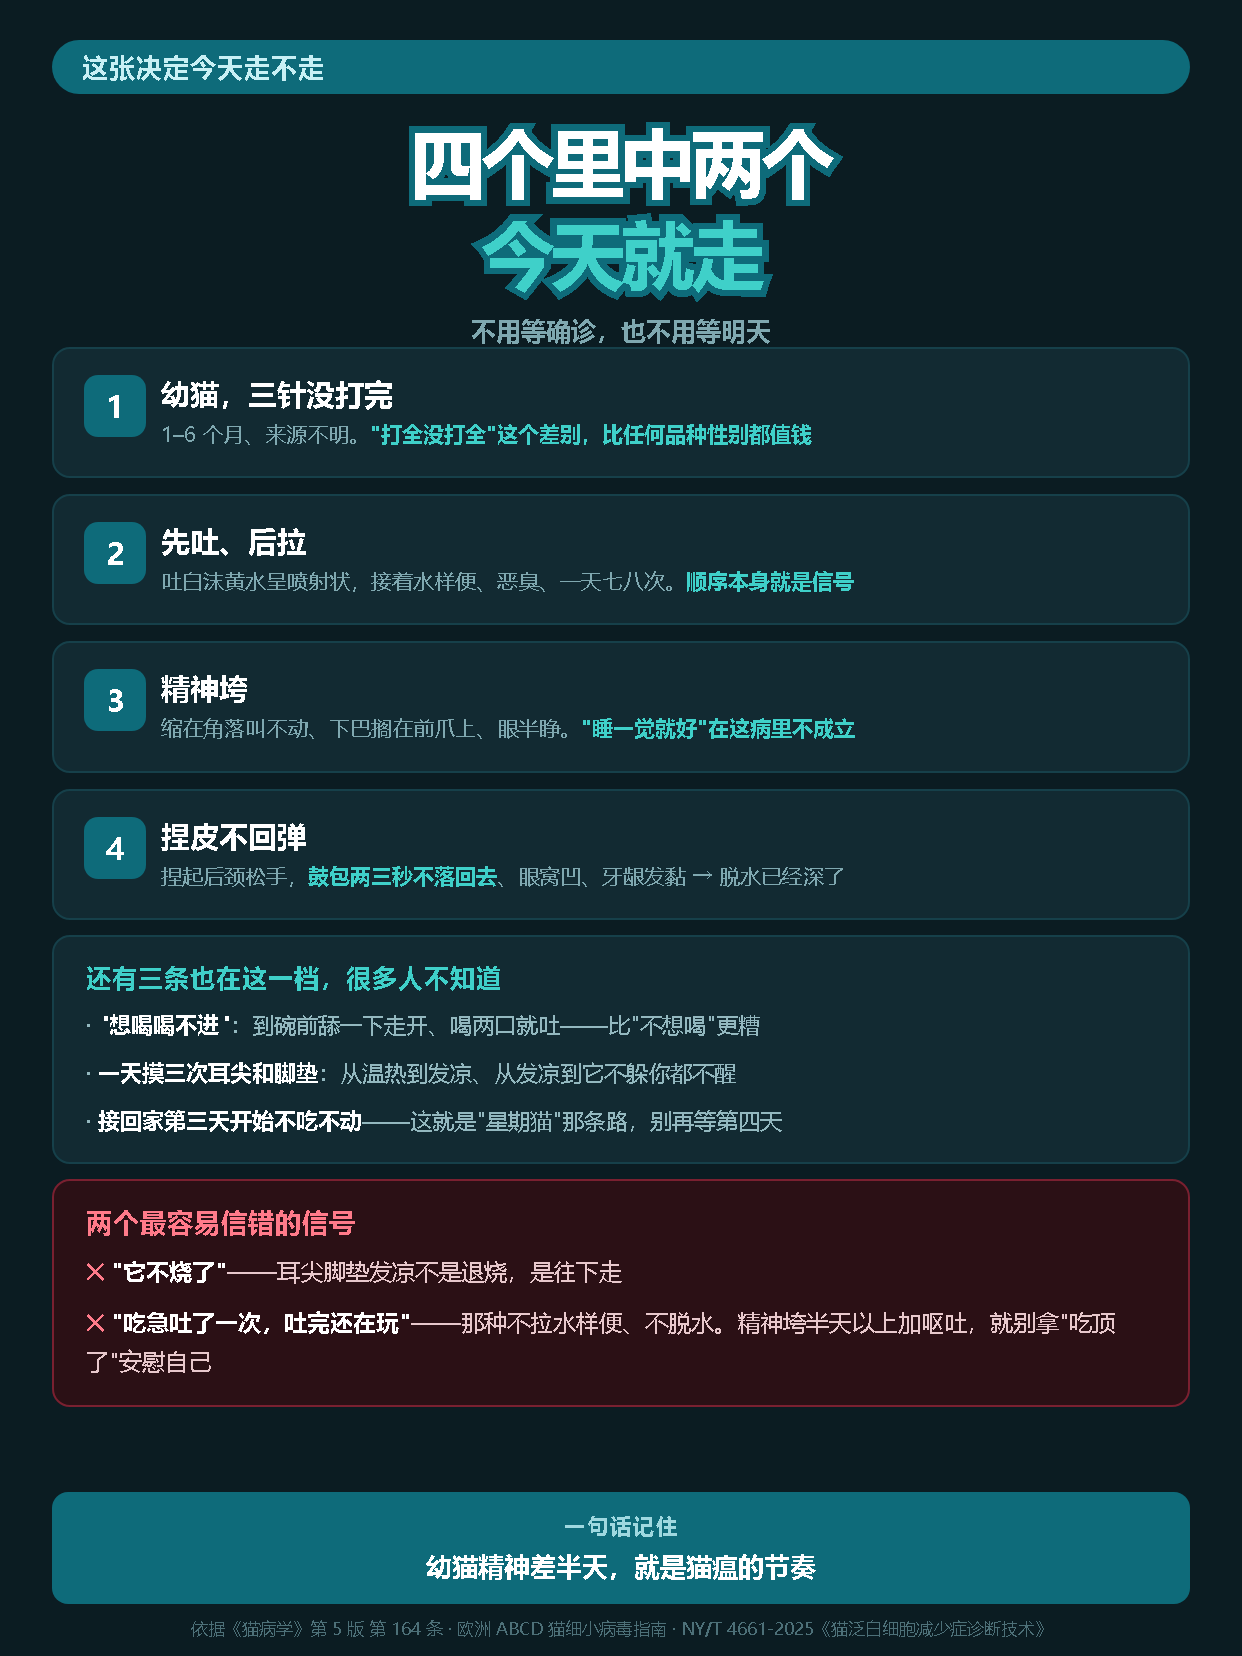 这张决定今天走不走
四个里中两个
今天就走
不用等确诊，也不用等明天
1
幼猫，三针没打完
1–6 个月、来源不明。"打全没打全"这个差别，比任何品种性别都值钱
2
先吐、后拉
吐白沫黄水呈喷射状，接着水样便、恶臭、一天七八次。顺序本身就是信号
3
精神垮
缩在角落叫不动、下巴搁在前爪上、眼半睁。"睡一觉就好"在这病里不成立
4
捏皮不回弹
捏起后颈松手，鼓包两三秒不落回去、眼窝凹、牙龈发黏 → 脱水已经深了
还有三条也在这一档，很多人不知道
· "想喝喝不进"：到碗前舔一下走开、喝两口就吐——比"不想喝"更糟
· 一天摸三次耳尖和脚垫：从温热到发凉、从发凉到它不躲你都不醒
· 接回家第三天开始不吃不动——这就是"星期猫"那条路，别再等第四天
两个最容易信错的信号
✕ "它不烧了"——耳尖脚垫发凉不是退烧，是往下走
✕ "吃急吐了一次，吐完还在玩"——那种不拉水样便、不脱水。精神垮半天以上加呕吐，就别拿"吃顶
了"安慰自己
一句话记住
幼猫精神差半天，就是猫瘟的节奏
依据《猫病学》第 5 版 第 164 条 · 欧洲 ABCD 猫细小病毒指南 · NY/T 4661-2025《猫泛白细胞减少症诊断技术》